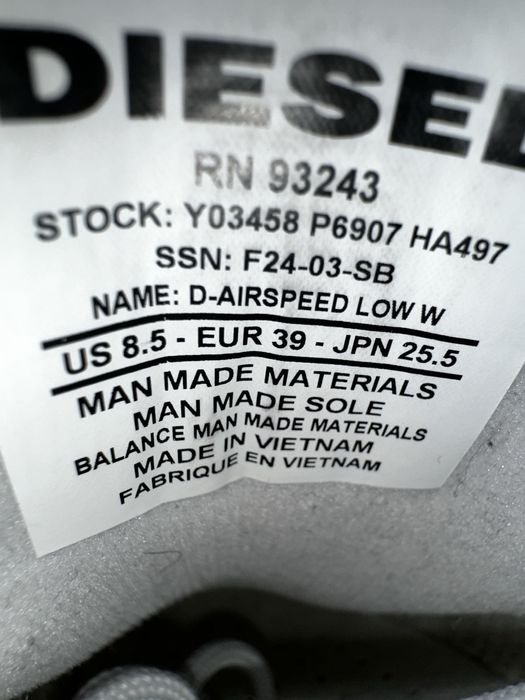 DIESEL
RN 93243
STOCK: Y03458 P6907 HA497
SSN: F24-03-SB
NAME: D-AIRSPEED LOW W
US 8.5 - EUR 39 - JPN 25.5
MAN MADE MATERIALS
MAN MADE SOLE
BALANCE MAN MADE MATERIALS
MADE IN VIETNAM
FABRIQUE EN VIETNAM